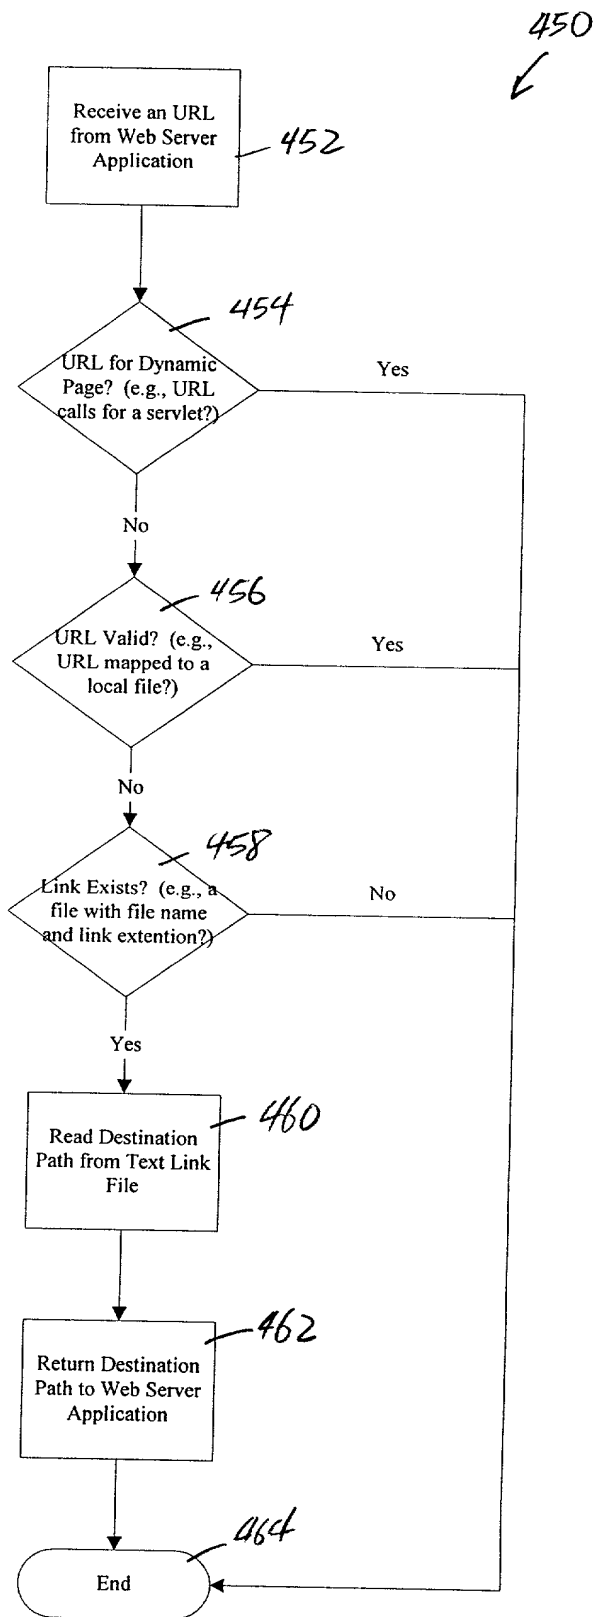 450
Receive an URL
from Web Server
Application
452
454
URL for Dynamic
Page? (e.g., URL
calls for a servlet?)
Yes
No
456
URL Valid? (e.g.,
URL mapped to a
local file?)
Yes
No
458
Link Exists? (e.g., a
file with file name
and link extention?)
No
Yes
460
Read Destination
Path from Text Link
File
462
Return Destination
Path to Web Server
Application
464
End